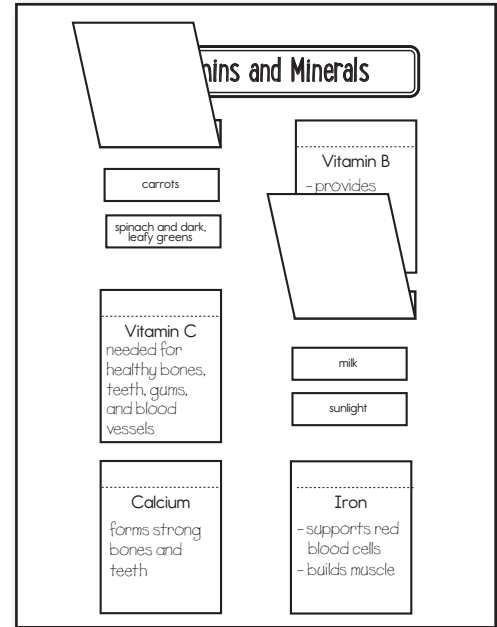 and Minerals
carrots
spinach and dark,
leafy greens
Vitamin B
- provides
Vitamin C
needed for
healthy bones,
teeth, gums,
and blood
vessels
milk
sunlight
Calcium
forms strong
bones and
teeth
Iron
- supports red
blood cells
- builds muscle